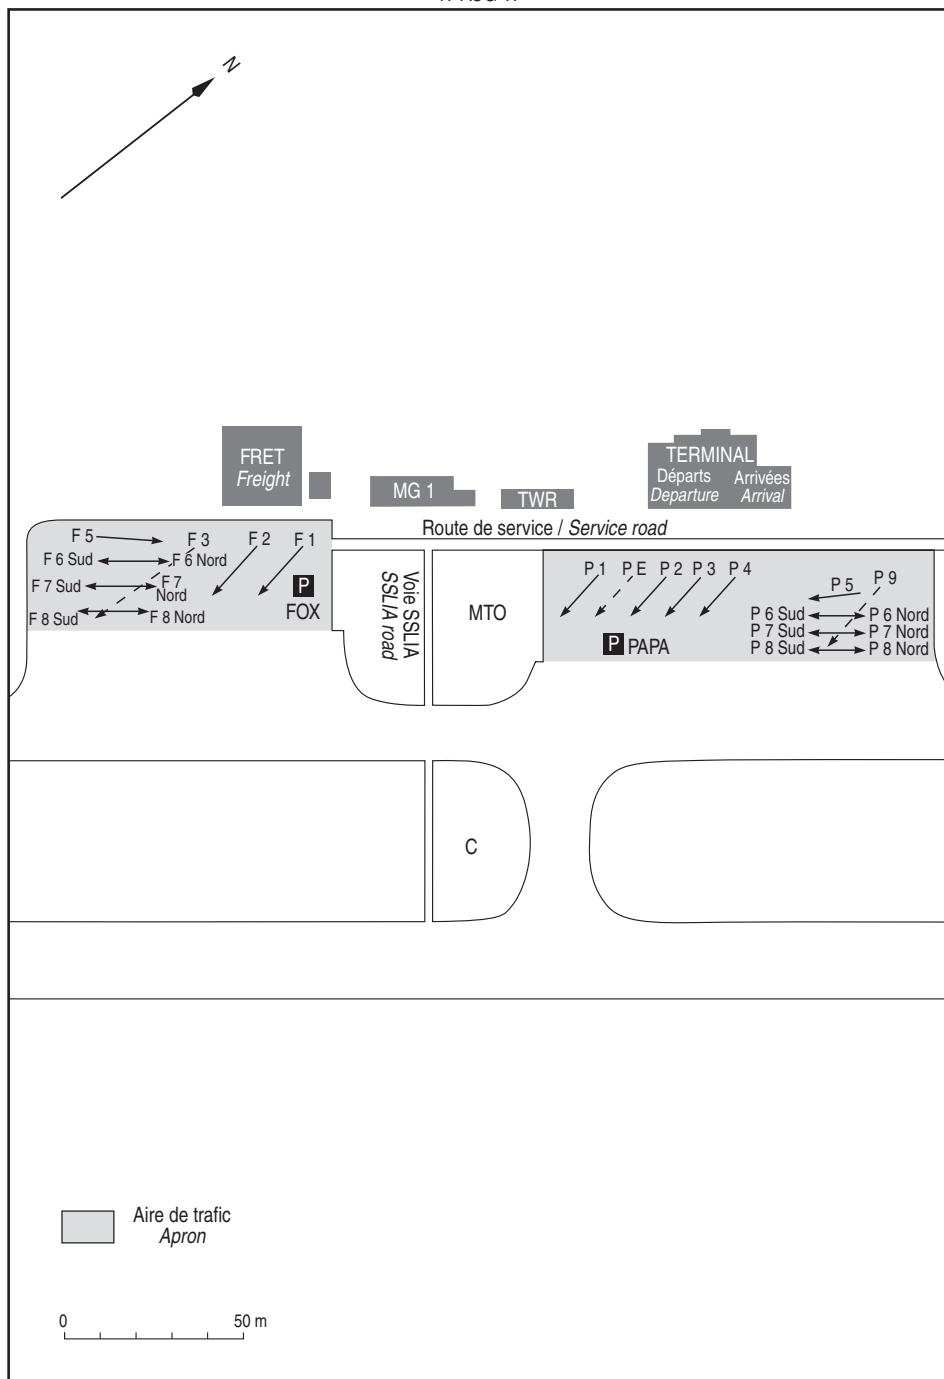 N
FRET
Freight
MG 1
TWR
TERMINAL
Départs
Departure
Arrivées
Arrival
Route de service / Service road
F 5
F 3
F 2
F 1
F 6 Sud
F 6 Nord
F 7 Sud
F 7
Nord
F 8 Sud
F 8 Nord
P
FOX
Voie SSLIA
SSLIA road
MTO
P 1
P E
P 2
P 3
P 4
P 5
P 9
P 6 Sud
P 6 Nord
P 7 Sud
P 7 Nord
P 8 Sud
P 8 Nord
P PAPA
C
Aire de trafic
Apron
0
50 m